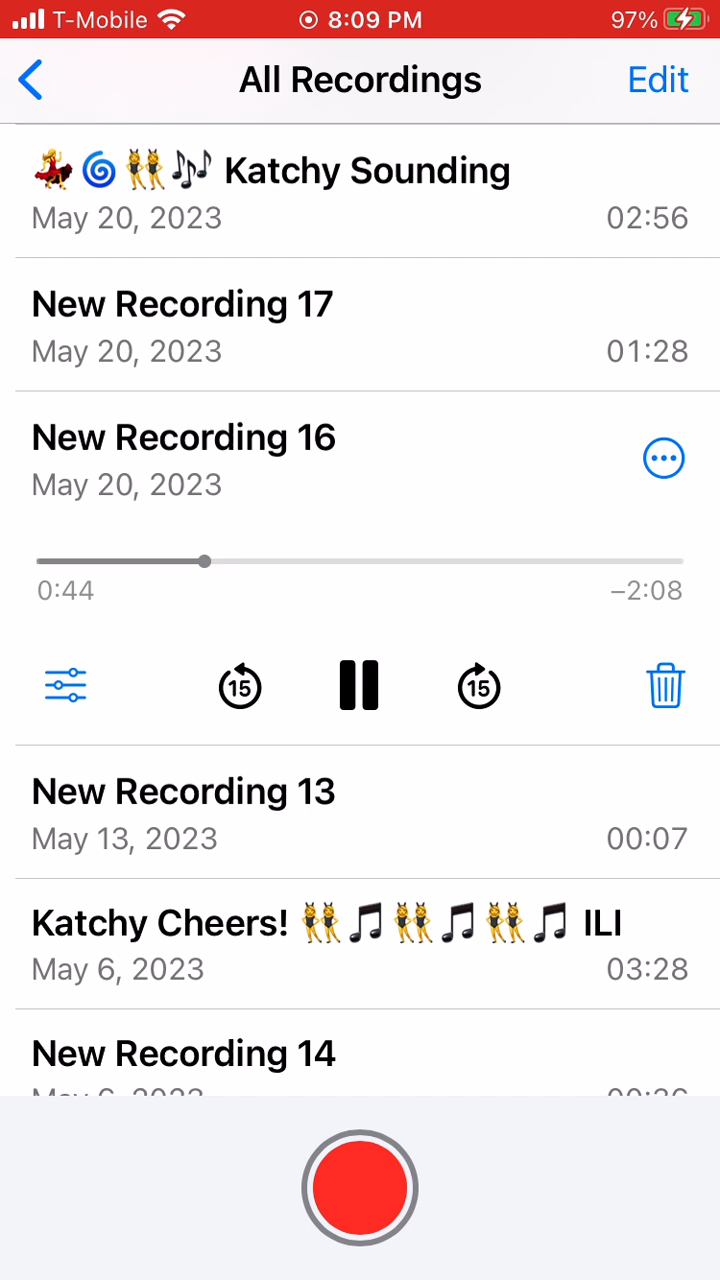 T-Mobile 8:09 PM 97%
All Recordings Edit
💃🌀👯🎶 Katchy Sounding
May 20, 2023 02:56
New Recording 17
May 20, 2023 01:28
New Recording 16
May 20, 2023
0:44 –2:08
15 15
New Recording 13
May 13, 2023 00:07
Katchy Cheers! 👯🎵👯🎵👯🎵 ILI
May 6, 2023 03:28
New Recording 14